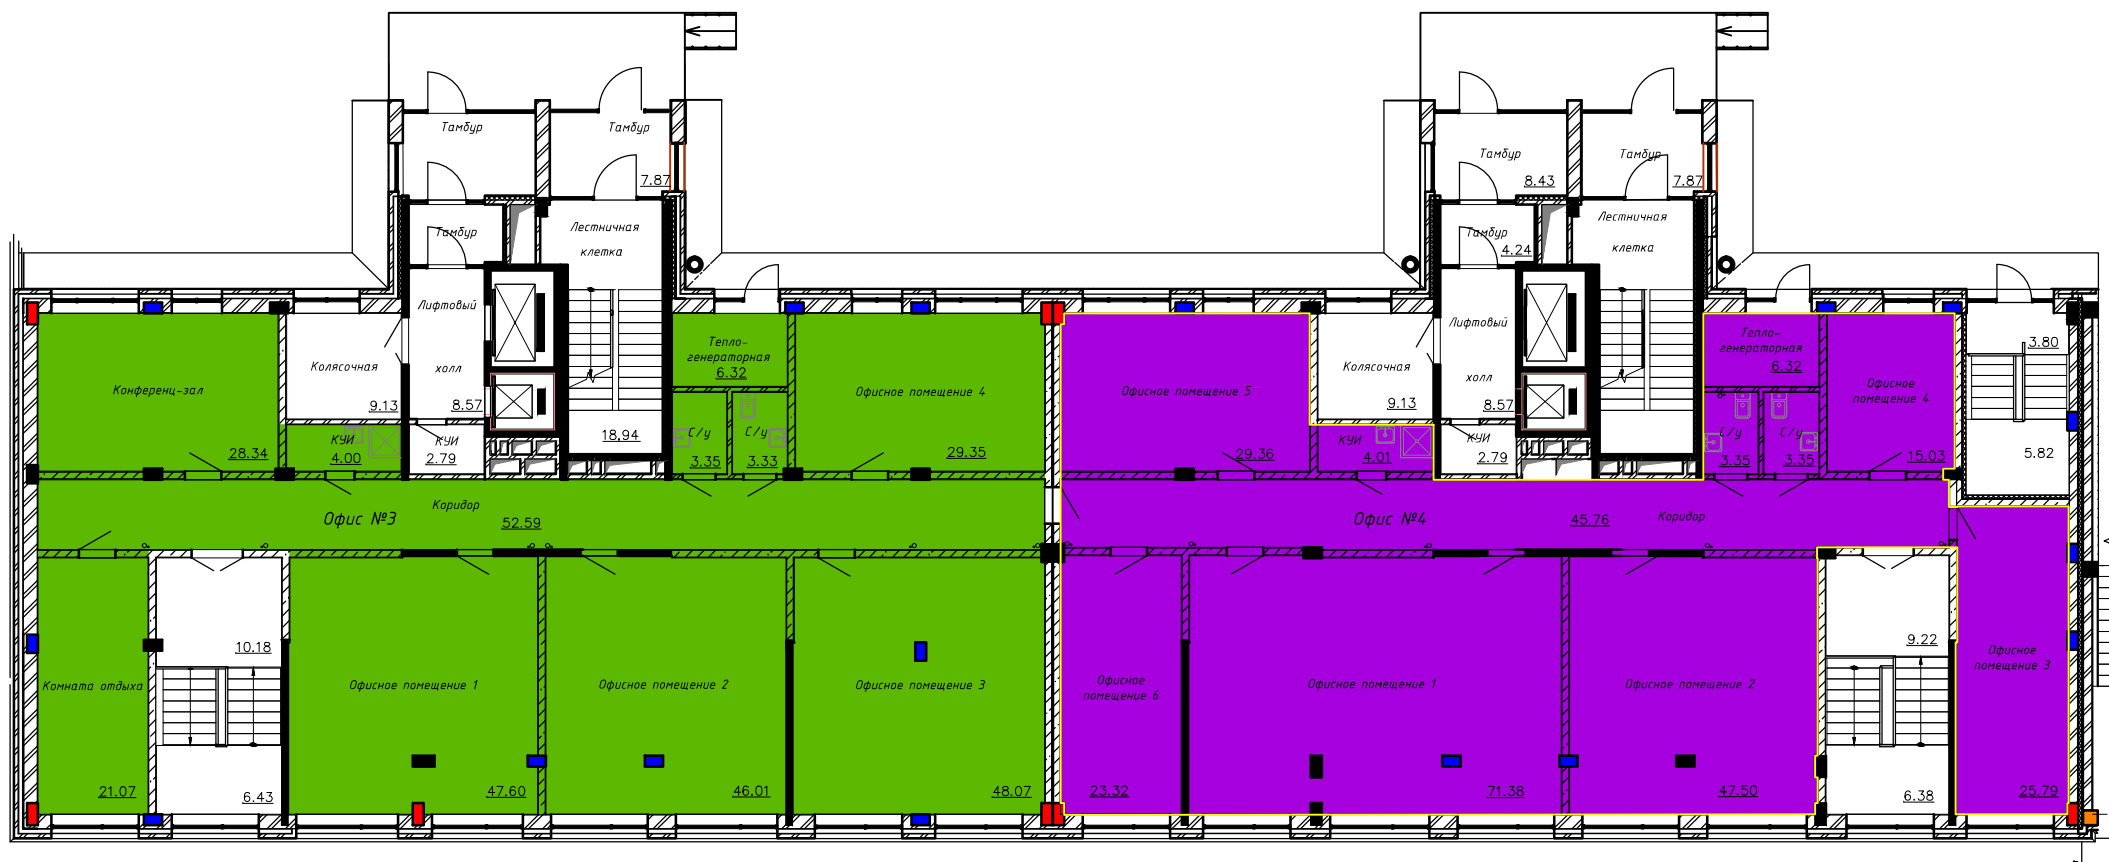 Тамбур
Тамбур
7.87
Тамбур
Лестничная
клетка
Лифтовый
холл
8.57
18.94
Колясочная
9.13
КУИ
4.00
КУИ
2.79
Конференц-зал
28.34
Тепло-
генераторная
6.32
С/у
3.35
С/у
3.33
Офисное помещение 4
29.35
Офис №3
Коридор
52.59
Комната отдыха
21.07
10.18
6.43
Офисное помещение 1
47.60
Офисное помещение 2
46.01
Офисное помещение 3
48.07
Тамбур
8.43
Тамбур
7.87
Тамбур
4.24
Лестничная
клетка
Лифтовый
холл
8.57
Колясочная
9.13
КУИ
4.01
КУИ
2.79
Офисное помещение 5
29.36
Тепло-
генераторная
6.32
С/у
3.35
С/у
3.35
Офисное
помещение 4
15.03
3.80
5.82
Офис №4
45.76
Коридор
Офисное
помещение 6
23.32
Офисное помещение 1
71.38
Офисное помещение 2
47.50
9.22
6.38
Офисное
помещение 3
25.79